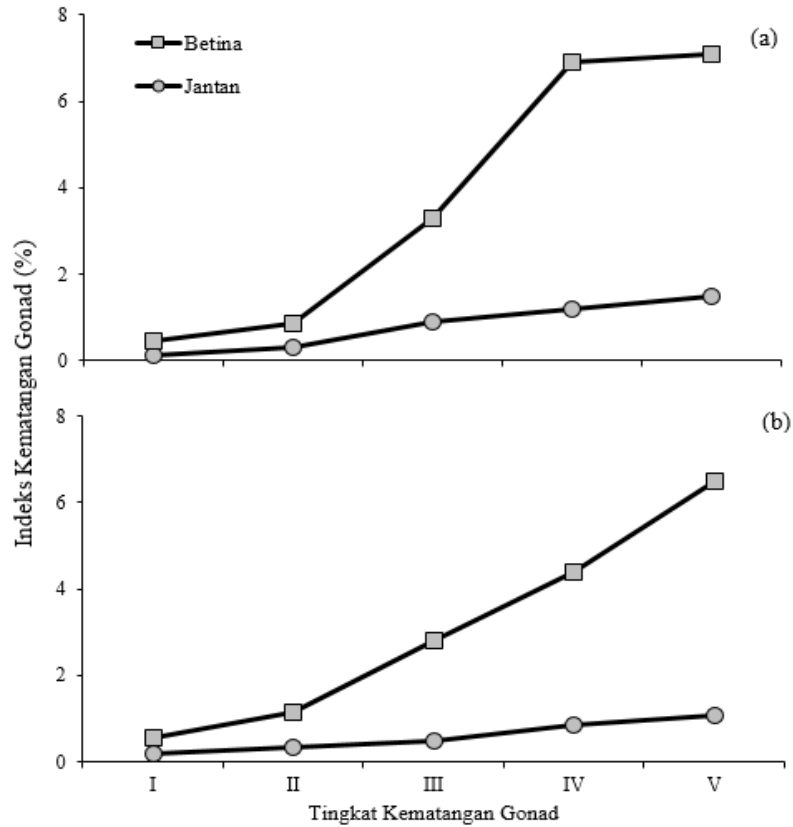 8
Betina
(a)
Jantan
6
4
2
0
Indeks Kematangan Gonad (%)
8
(b)
6
4
2
0
I II III IV V
Tingkat Kematangan Gonad